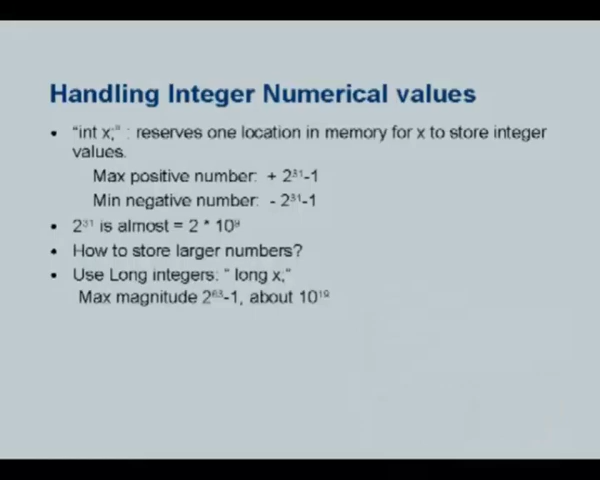 Handling Integer Numerical values
• "int x;" : reserves one location in memory for x to store integer
values.
Max positive number: + 2³¹-1
Min negative number: - 2³¹-1
• 2³¹ is almost = 2 * 10⁹
• How to store larger numbers?
• Use Long integers: " long x;"
Max magnitude 2⁶³-1, about 10¹⁹